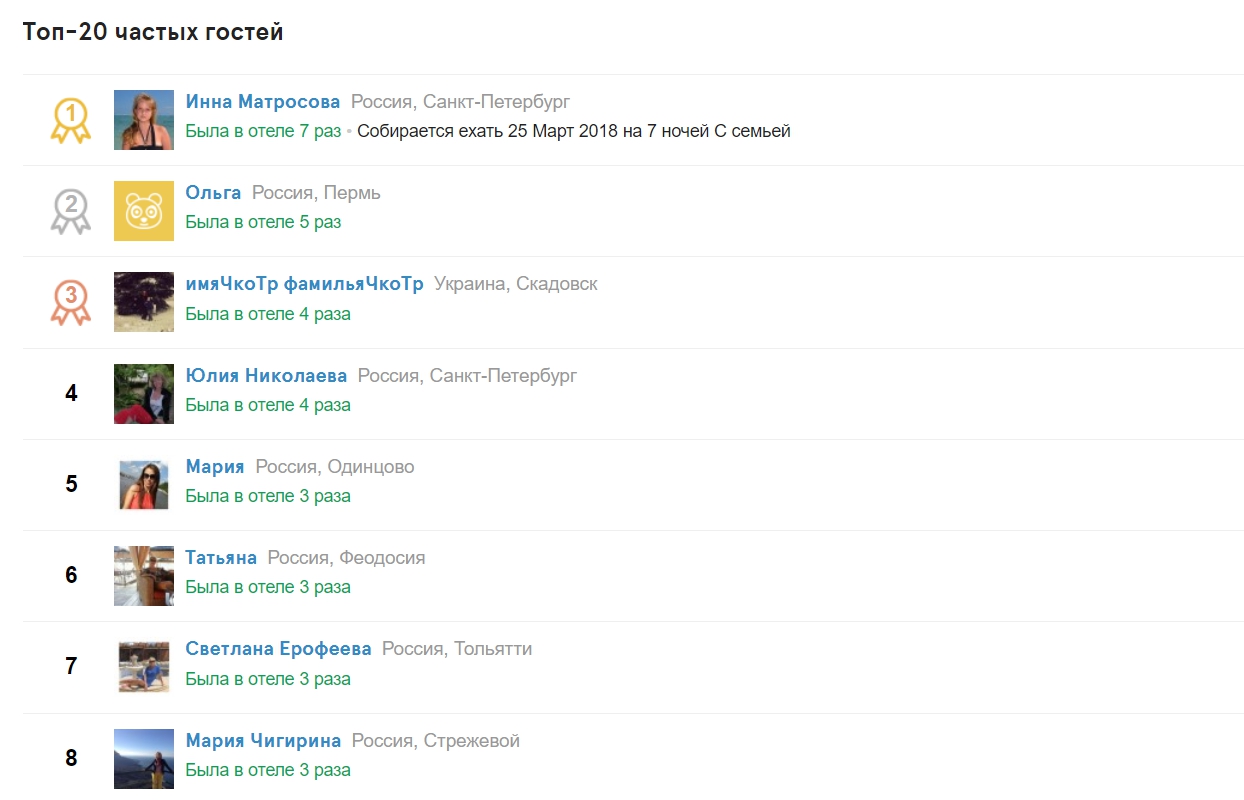 Топ-20 частых гостей
1
Инна Матросова Россия, Санкт-Петербург
Была в отеле 7 раз • Собирается ехать 25 Март 2018 на 7 ночей С семьей
2
Ольга Россия, Пермь
Была в отеле 5 раз
3
имяЧкоТр фамильяЧкоТр Украина, Скадовск
Была в отеле 4 раза
4
Юлия Николаева Россия, Санкт-Петербург
Была в отеле 4 раза
5
Мария Россия, Одинцово
Была в отеле 3 раза
6
Татьяна Россия, Феодосия
Была в отеле 3 раза
7
Светлана Ерофеева Россия, Тольятти
Была в отеле 3 раза
8
Мария Чигирина Россия, Стрежевой
Была в отеле 3 раза